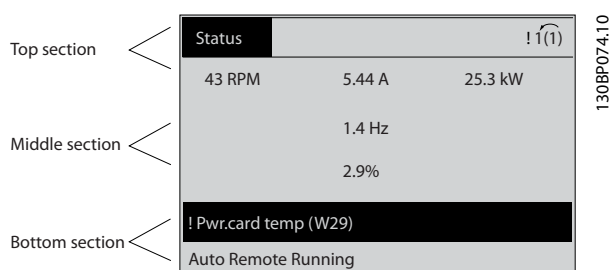 Top section
Status
! 1(1)
43 RPM 5.44 A 25.3 kW
Middle section
1.4 Hz
2.9%
! Pwr.card temp (W29)
Bottom section
Auto Remote Running
130BP074.10